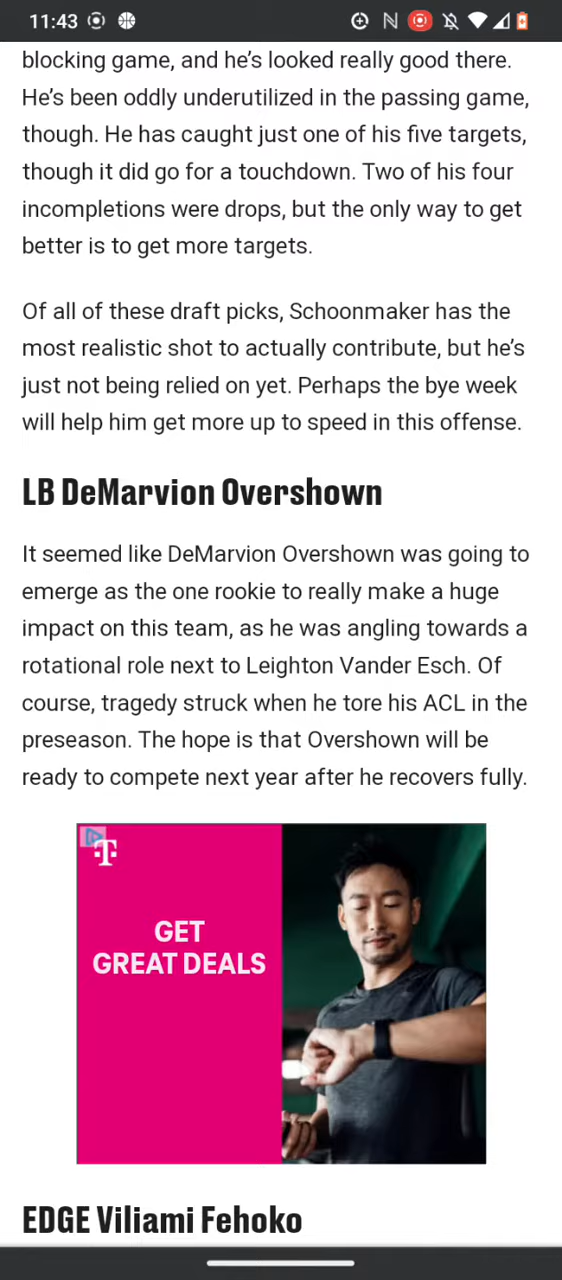 11:43
blocking game, and he’s looked really good there.
He’s been oddly underutilized in the passing game,
though. He has caught just one of his five targets,
though it did go for a touchdown. Two of his four
incompletions were drops, but the only way to get
better is to get more targets.
Of all of these draft picks, Schoonmaker has the
most realistic shot to actually contribute, but he’s
just not being relied on yet. Perhaps the bye week
will help him get more up to speed in this offense.
LB DeMarvion Overshown
It seemed like DeMarvion Overshown was going to
emerge as the one rookie to really make a huge
impact on this team, as he was angling towards a
rotational role next to Leighton Vander Esch. Of
course, tragedy struck when he tore his ACL in the
preseason. The hope is that Overshown will be
ready to compete next year after he recovers fully.
T
GET
GREAT DEALS
EDGE Viliami Fehoko